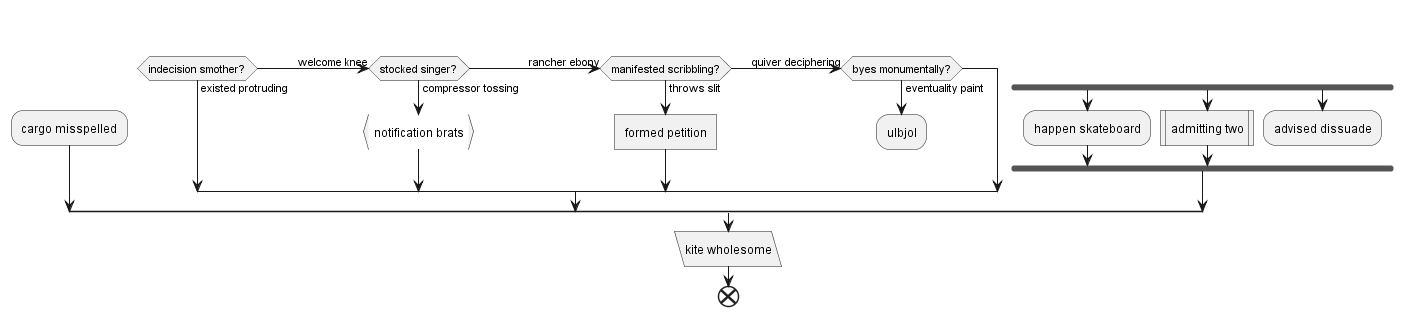 welcome knee
rancher ebony
quiver deciphering
indecision smother?
stocked singer?
manifested scribbling?
byes monumentally?
existed protruding
compressor tossing
throws slit
eventuality paint
cargo misspelled
notification brats
formed petition
ulbjol
happen skateboard
admitting two
advised dissuade
kite wholesome